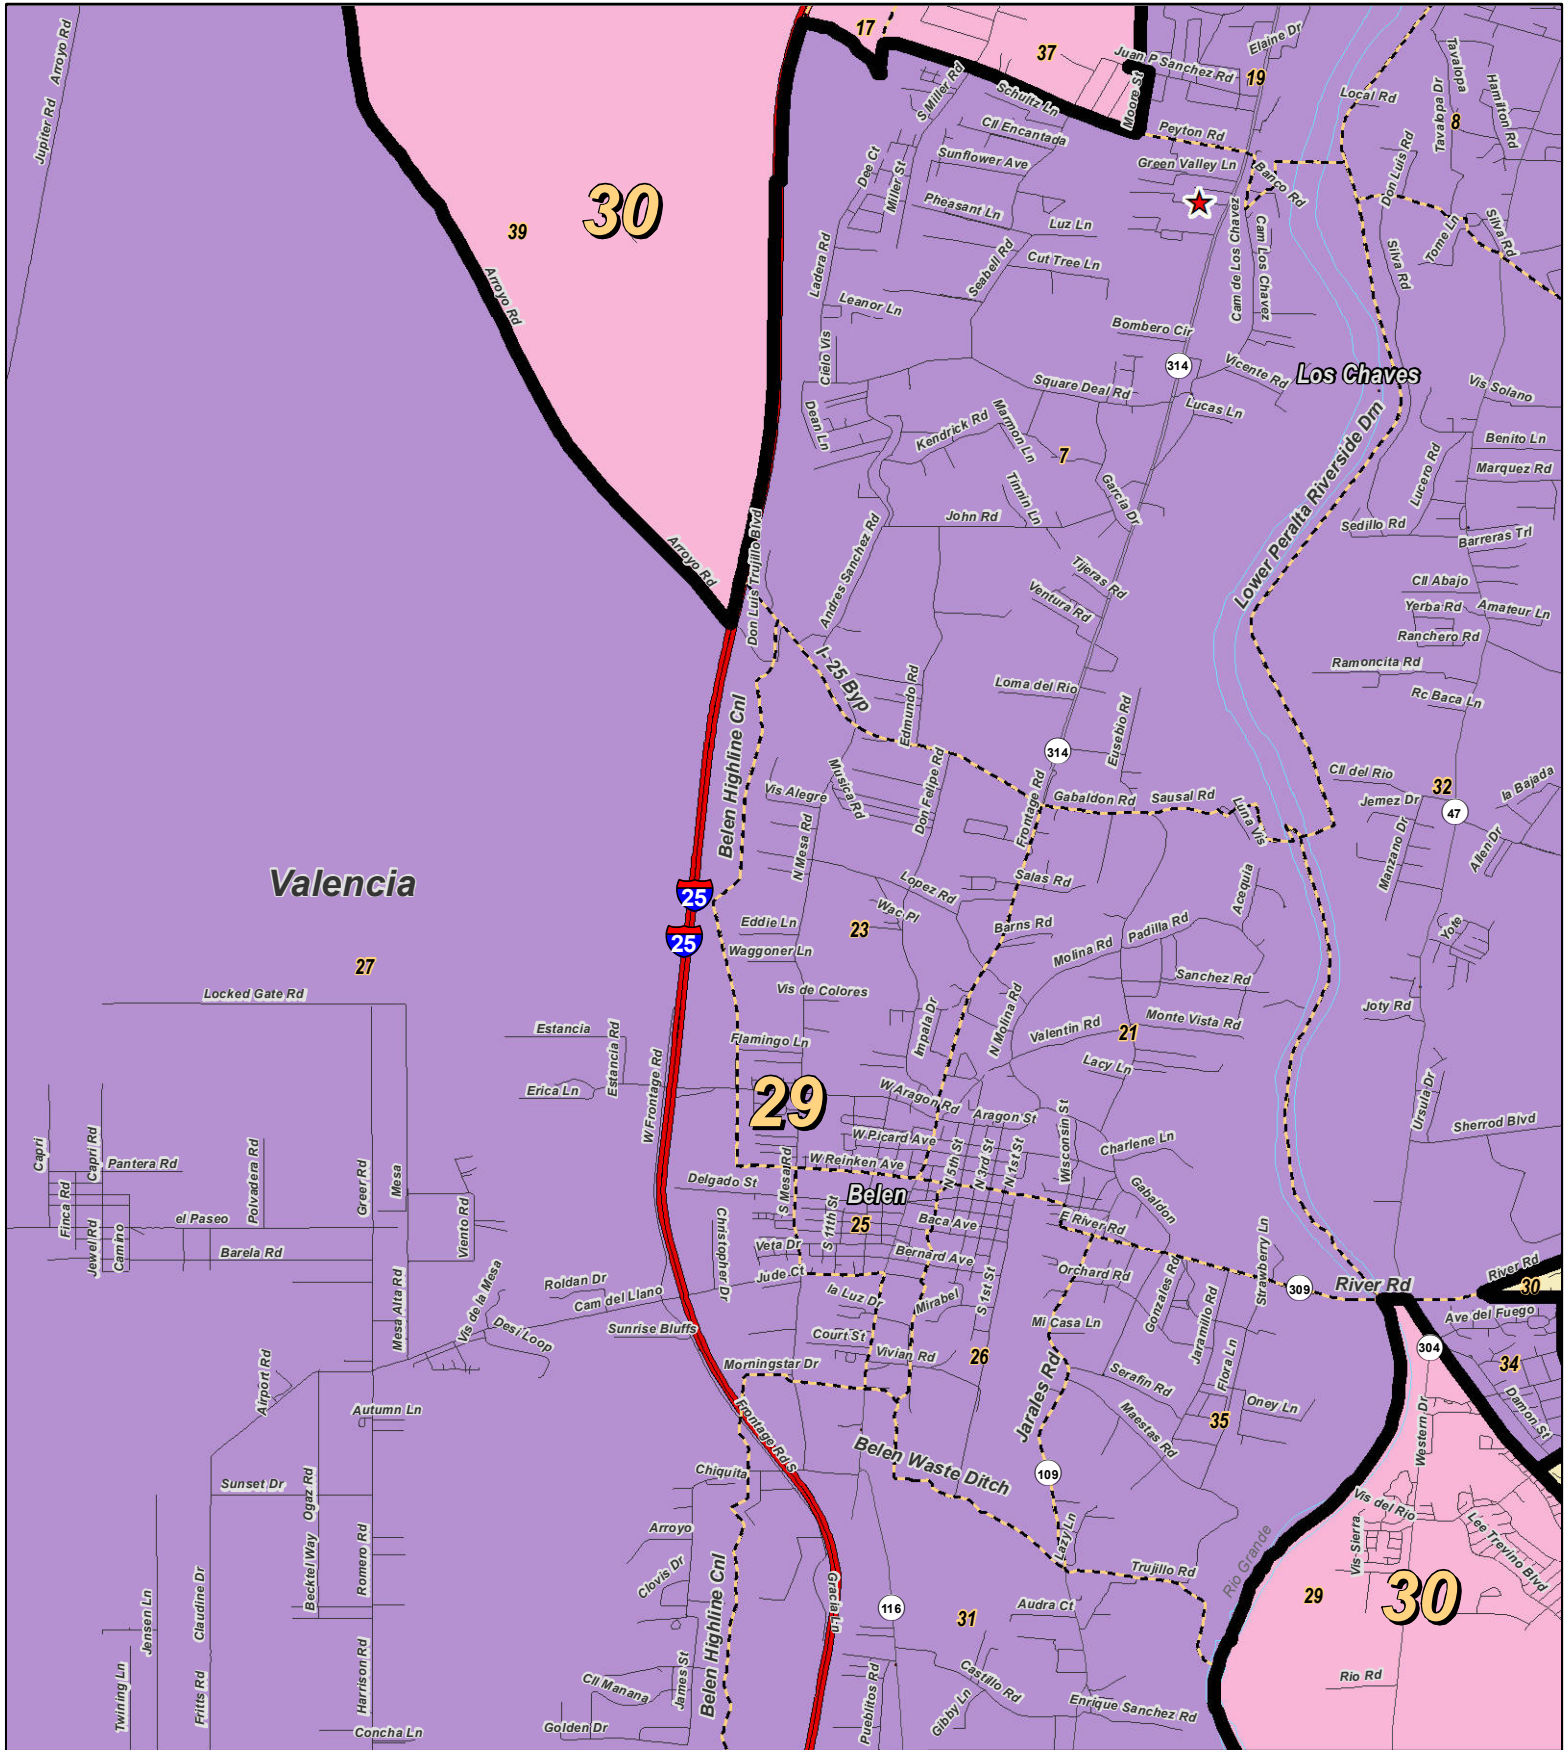 17
37
Juan P Sanchez Rd
Elaine Dr
19
Arroyo Rd
Jupiter Rd
S Miller Rd
Schultz Ln
Moore St
Local Rd
Tavalopa
Tavalopa Dr
Hamilton Rd
8
Cll Encantada
Peyton Rd
Dee Ct
Miller St
Sunflower Ave
Green Valley Ln
Banco Rd
Don Luis Rd
30
39
Pheasant Ln
Luz Ln
Cam de Los Chavez
Cam Los Chavez
Tome Ln
Silva Rd
Silva Rd
Ladera Rd
Seabell Rd
Cut Tree Ln
Arroyo Rd
Leanor Ln
Bombero Cir
Cielo Vis
314
Vicente Rd
Los Chaves
Square Deal Rd
Vis Solano
Dean Ln
Kendrick Rd
Marmon Ln
Lucas Ln
Benito Ln
7
Marquez Rd
Lucero Rd
Tinnin Ln
Garcia Dr
Lower Peralta Riverside Drn
John Rd
Sedillo Rd
Barreras Trl
Arroyo Rd
Don Luis Trujillo Blvd
Andres Sanchez Rd
Tijeras Rd
Ventura Rd
Cll Abajo
Yerba Rd
Amateur Ln
Ranchero Rd
I- 25 Byp
Ramoncita Rd
Loma del Rio
Rc Baca Ln
Edmundo Rd
Eusebio Rd
Belen Highline Cnl
314
Cll del Rio
32
la Bajada
Vis Alegre
Musica Rd
Don Felipe Rd
Frontage Rd
Gabaldon Rd
Sausal Rd
Luna Vis
Jemez Dr
47
Manzano Dr
Allen Dr
N Mesa Rd
Valencia
25
Lopez Rd
Salas Rd
Acequia
Wac Pl
Eddie Ln
23
Barns Rd
Padilla Rd
Yote
25
Waggoner Ln
Molina Rd
27
Sanchez Rd
Locked Gate Rd
Vis de Colores
Joty Rd
N Molina Rd
Monte Vista Rd
Estancia
Estancia Rd
Impala Dr
Valentin Rd
21
Flamingo Ln
Lacy Ln
W Frontage Rd
Erica Ln
29
W Aragon Rd
Aragon St
Wisconsin St
Ursula Dr
Sherrod Blvd
W Picard Ave
Charlene Ln
Capri
Capri Rd
Pantera Rd
Polvadera Rd
Greer Rd
Mesa
W Reinken Ave
N 5th St
N 3rd St
N 1st St
Delgado St
S Mesa Rd
Belen
Gabaldon
Finca Rd
el Paseo
Viento Rd
S 11th St
25
Baca Ave
E River Rd
Jewel Rd
Camino
Barela Rd
Christopher Dr
Veta Dr
Bernard Ave
Strawberry Ln
Jude Ct
Orchard Rd
Gonzales Rd
309
River Rd
River Rd
30
Mesa Alta Rd
Vis de la Mesa
Roldan Dr
Cam del Llano
la Luz Dr
Mirabel
S 1st St
Jaramillo Rd
Ave del Fuego
Desi Loop
Sunrise Bluffs
Court St
Mi Casa Ln
304
Vivian Rd
26
34
Airport Rd
Morningstar Dr
Jarales Rd
Serafin Rd
Flora Ln
Damon St
Autumn Ln
Frontage Rd S
Maestas Rd
35
Oney Ln
Western Dr
Belen Waste Ditch
Sunset Dr
Chiquita
109
Becktel Way
Ogaz Rd
Arroyo
Lazy Ln
Vis del Rio
Lee Trevino Blvd
Romero Rd
Clovis Dr
Rio Grande
Vis Sierra
Trujillo Rd
Jensen Ln
Claudine Dr
Gracia Ln
29
30
116
Audra Ct
31
Belen Highline Cnl
Twining Ln
Fritts Rd
Harrison Rd
Cll Manana
James St
Pueblitos Rd
Castillo Rd
Gibby Ln
Rio Rd
Golden Dr
Concha Ln
Enrique Sanchez Rd